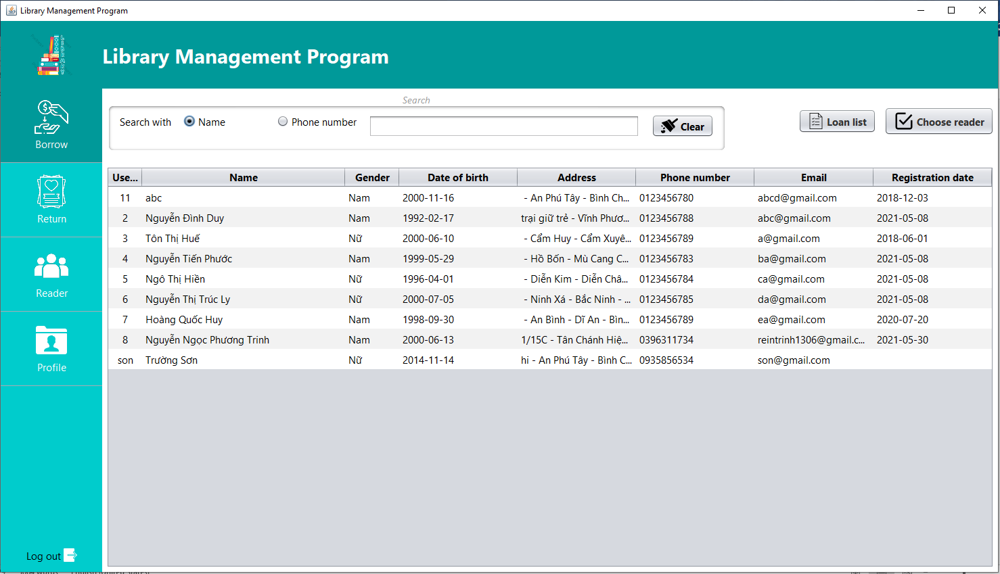 Library Management Program
Library Management Program
Borrow
Return
Reader
Profile
Log out
Search
Search with Name Phone number Clear
Loan list Choose reader
Use... Name Gender Date of birth Address Phone number Email Registration date
11 abc Nam 2000-11-16 - An Phú Tây - Bình Ch... 0123456780 abcd@gmail.com 2018-12-03
2 Nguyễn Đình Duy Nam 1992-02-17 trại giữ trẻ - Vĩnh Phươ... 0123456788 abc@gmail.com 2021-05-08
3 Tôn Thị Huế Nữ 2000-06-10 - Cẩm Huy - Cẩm Xuyê... 0123456789 a@gmail.com 2018-06-01
4 Nguyễn Tiến Phước Nam 1999-05-29 - Hồ Bốn - Mù Cang C... 0123456783 ba@gmail.com 2021-05-08
5 Ngô Thị Hiền Nữ 1996-04-01 - Diễn Kim - Diễn Châ... 0123456784 ca@gmail.com 2021-05-08
6 Nguyễn Thị Trúc Ly Nữ 2000-07-05 - Ninh Xá - Bắc Ninh - ... 0123456785 da@gmail.com 2021-05-08
7 Hoàng Quốc Huy Nam 1998-09-30 - An Bình - Dĩ An - Bìn... 0123456789 ea@gmail.com 2020-07-20
8 Nguyễn Ngọc Phương Trinh Nam 2000-06-13 1/15C - Tân Chánh Hiệ... 0396311734 reintrinh1306@gmail.c... 2021-05-30
son Trường Sơn Nữ 2014-11-14 hi - An Phú Tây - Bình C... 0935856534 son@gmail.com